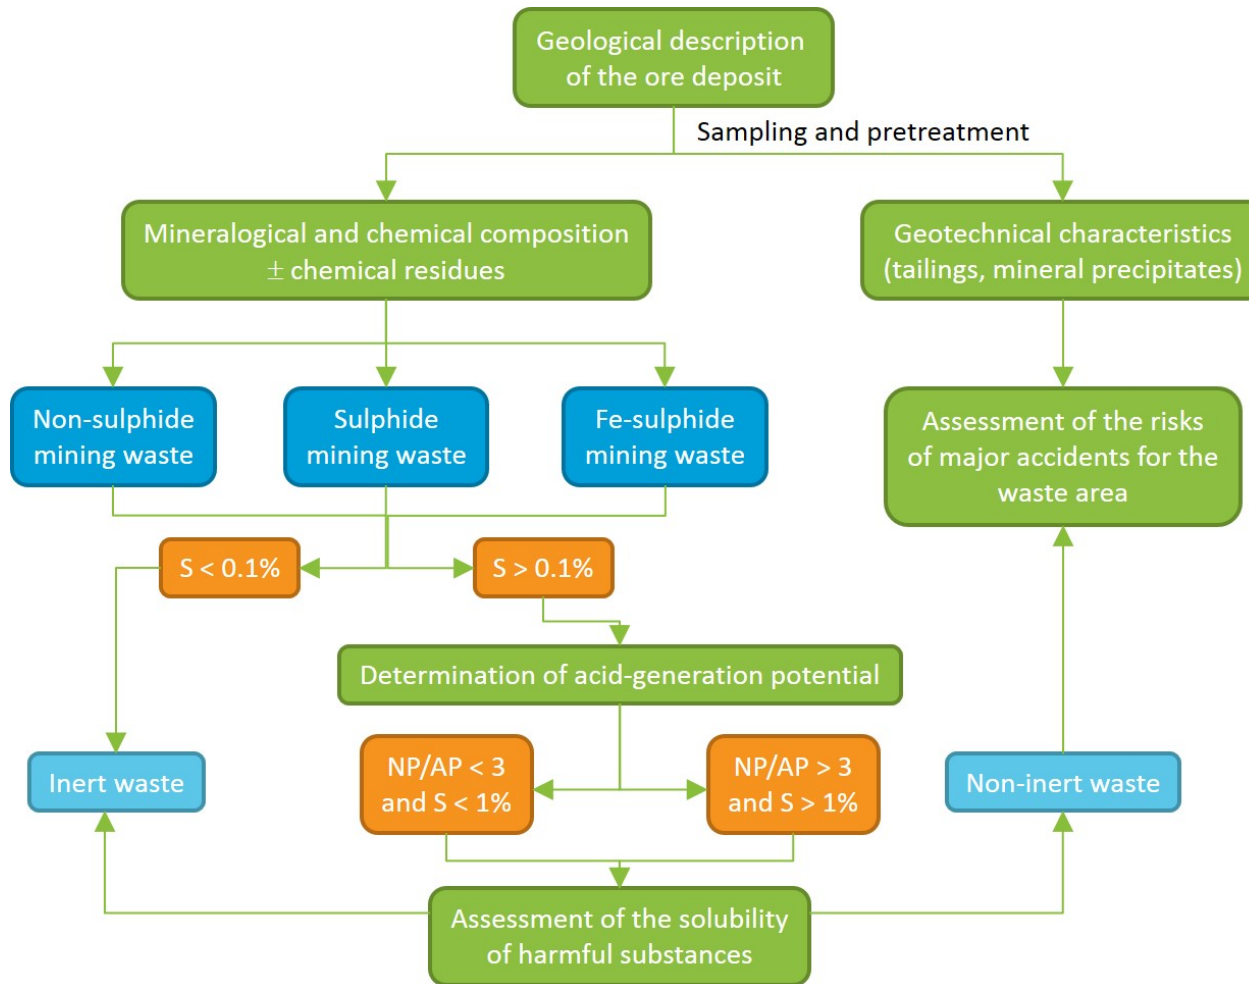 Geological description
of the ore deposit
Sampling and pretreatment
Mineralogical and chemical composition
± chemical residues
Geotechnical characteristics
(tailings, mineral precipitates)
Non-sulphide
mining waste
Sulphide
mining waste
Fe-sulphide
mining waste
Assessment of the risks
of major accidents for the
waste area
S < 0.1%
S > 0.1%
Determination of acid-generation potential
Inert waste
NP/AP < 3
and S < 1%
NP/AP > 3
and S > 1%
Non-inert waste
Assessment of the solubility
of harmful substances